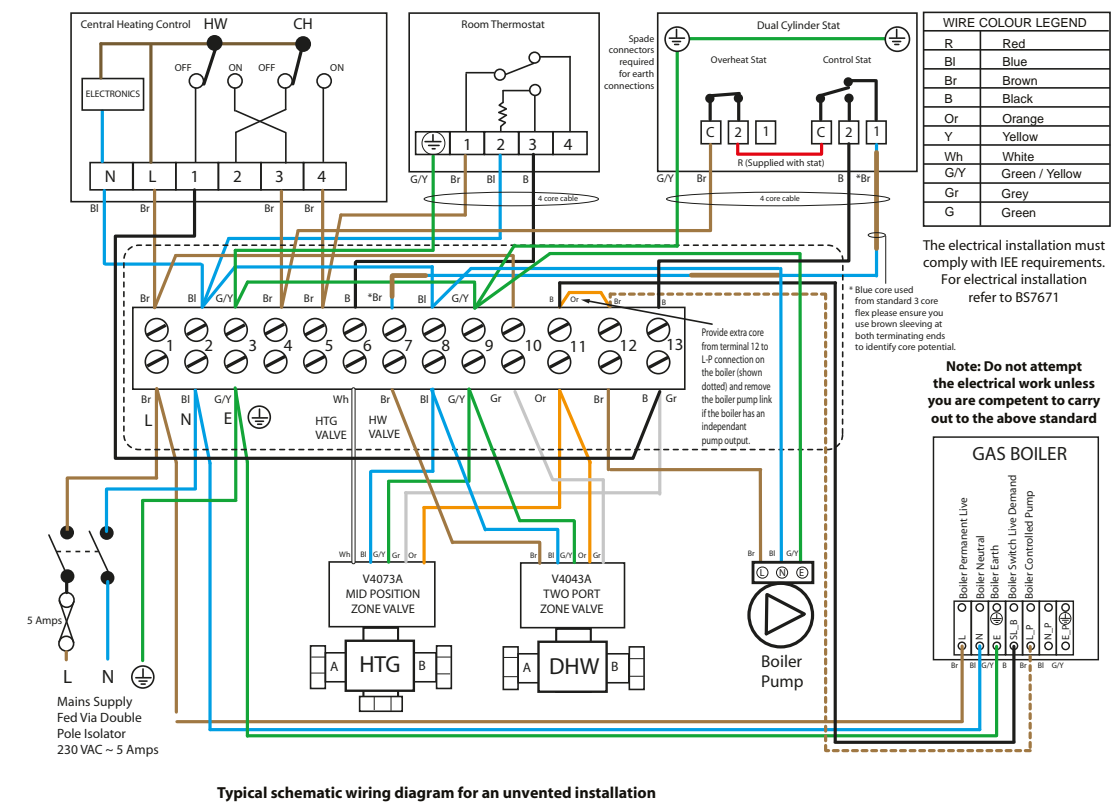 Central Heating Control
HW
CH
OFF
ON
OFF
ON
ELECTRONICS
N
L
1
2
3
4
Bl
Br
Br
Br
Room Thermostat
1
2
3
4
G/Y
Br
Bl
B
4 core cable
Spade
connectors
required
for earth
connections
Dual Cylinder Stat
Overheat Stat
Control Stat
C
2
1
C
2
1
R (Supplied with stat)
G/Y
Br
B
*Br
4 core cable
WIRE COLOUR LEGEND
R Red
Bl Blue
Br Brown
B Black
Or Orange
Y Yellow
Wh White
G/Y Green / Yellow
Gr Grey
G Green
The electrical installation must
comply with IEE requirements.
For electrical installation
refer to BS7671
* Blue core used
from standard 3 core
flex please ensure you
use brown sleeving at
both terminating ends
to identify core potential.
Note: Do not attempt
the electrical work unless
you are competent to carry
out to the above standard
Br
Bl
G/Y
Br
Br
B
*Br
Bl
G/Y
Br
B
Or
Br
B
1
2
3
4
5
6
7
8
9
10
11
12
13
Provide extra core
from terminal 12 to
L-P connection on
the boiler (shown
dotted) and remove
the boiler pump link
if the boiler has an
independant
pump output.
Br
Bl
G/Y
Wh
Br
Bl
G/Y
Gr
Or
Br
B
Gr
L
N
E
HTG
VALVE
HW
VALVE
5 Amps
L
N
Mains Supply
Fed Via Double
Pole Isolator
230 VAC ~ 5 Amps
Wh
Bl
G/Y
Gr
Or
V4073A
MID POSITION
ZONE VALVE
A
HTG
B
Br
Bl
G/Y
Or
Gr
V4043A
TWO PORT
ZONE VALVE
A
DHW
B
Br
Bl
G/Y
L
N
E
Boiler
Pump
GAS BOILER
Boiler Permanent Live
Boiler Neutral
Boiler Earth
Boiler Switch Live Demand
Boiler Controlled Pump
L
N
E
SL_B
L_P
N_P
E_P
Br
Bl
G/Y
B
Br
Bl
G/Y
Typical schematic wiring diagram for an unvented installation